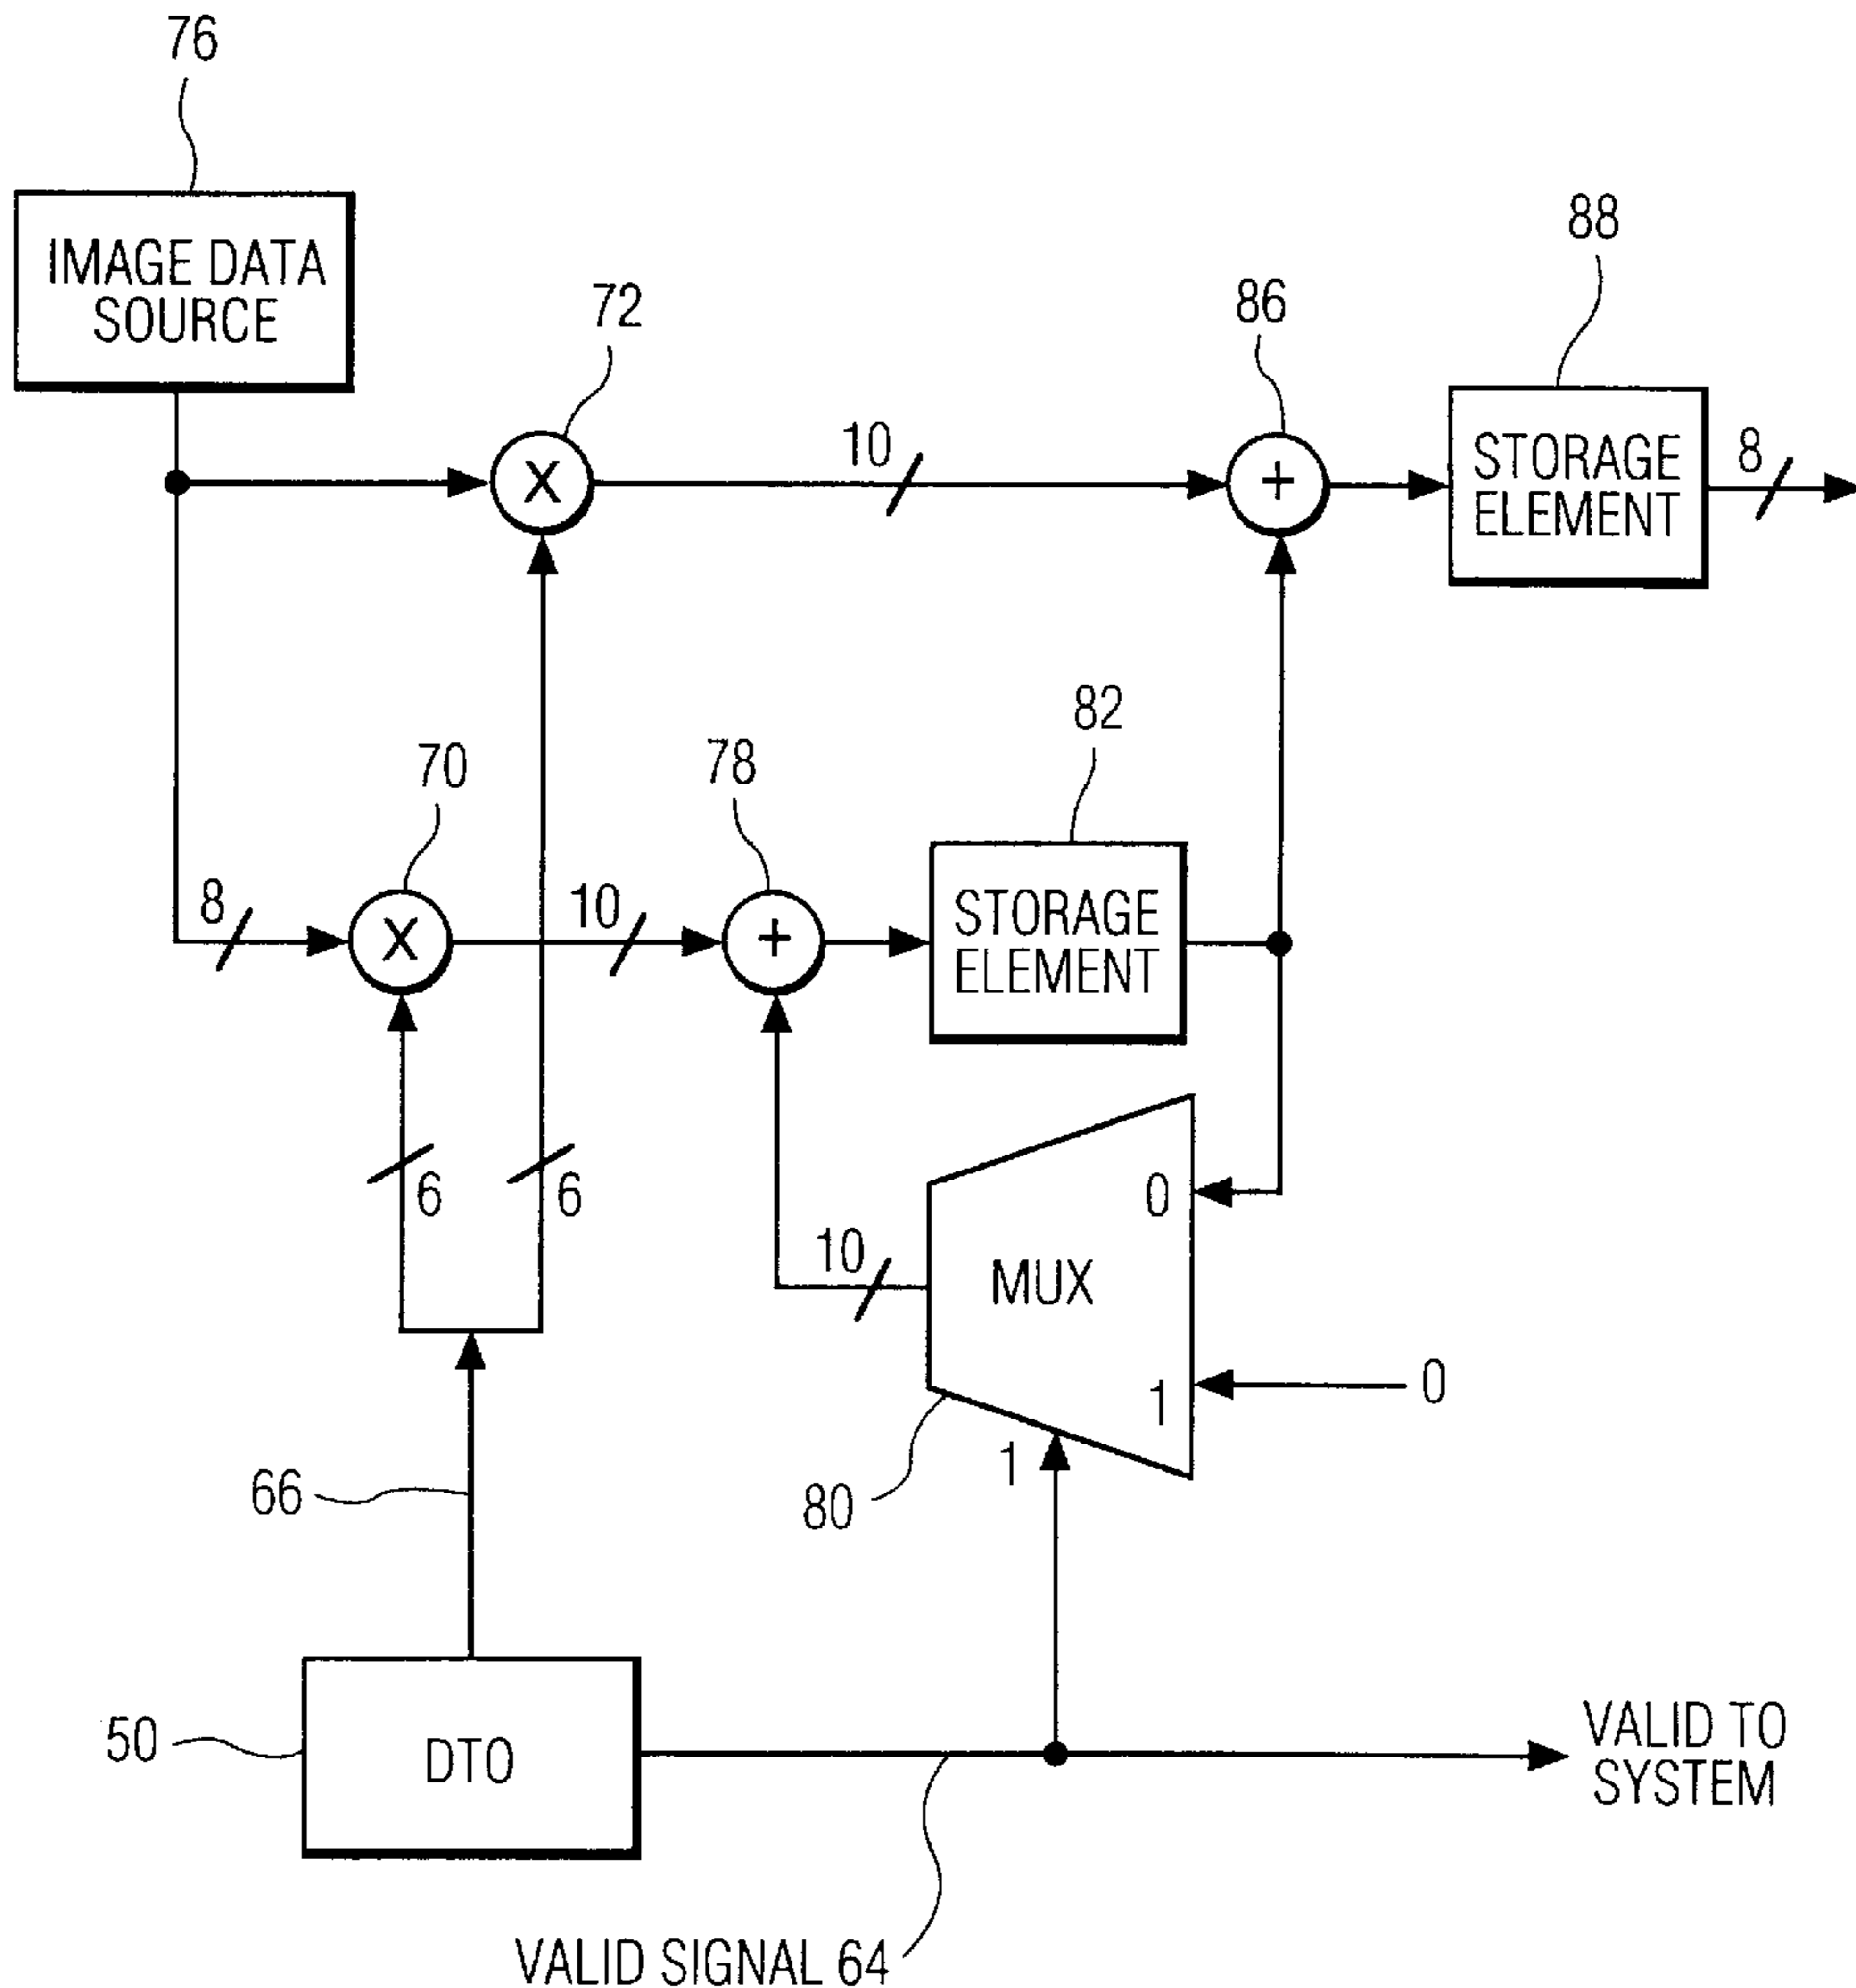 76
IMAGE DATA
SOURCE
72
X
10
86
+
88
STORAGE
ELEMENT
8
70
8
X
10
78
+
82
STORAGE
ELEMENT
6
6
10
MUX
0
1
0
1
80
66
50
DTO
VALID TO
SYSTEM
VALID SIGNAL 64